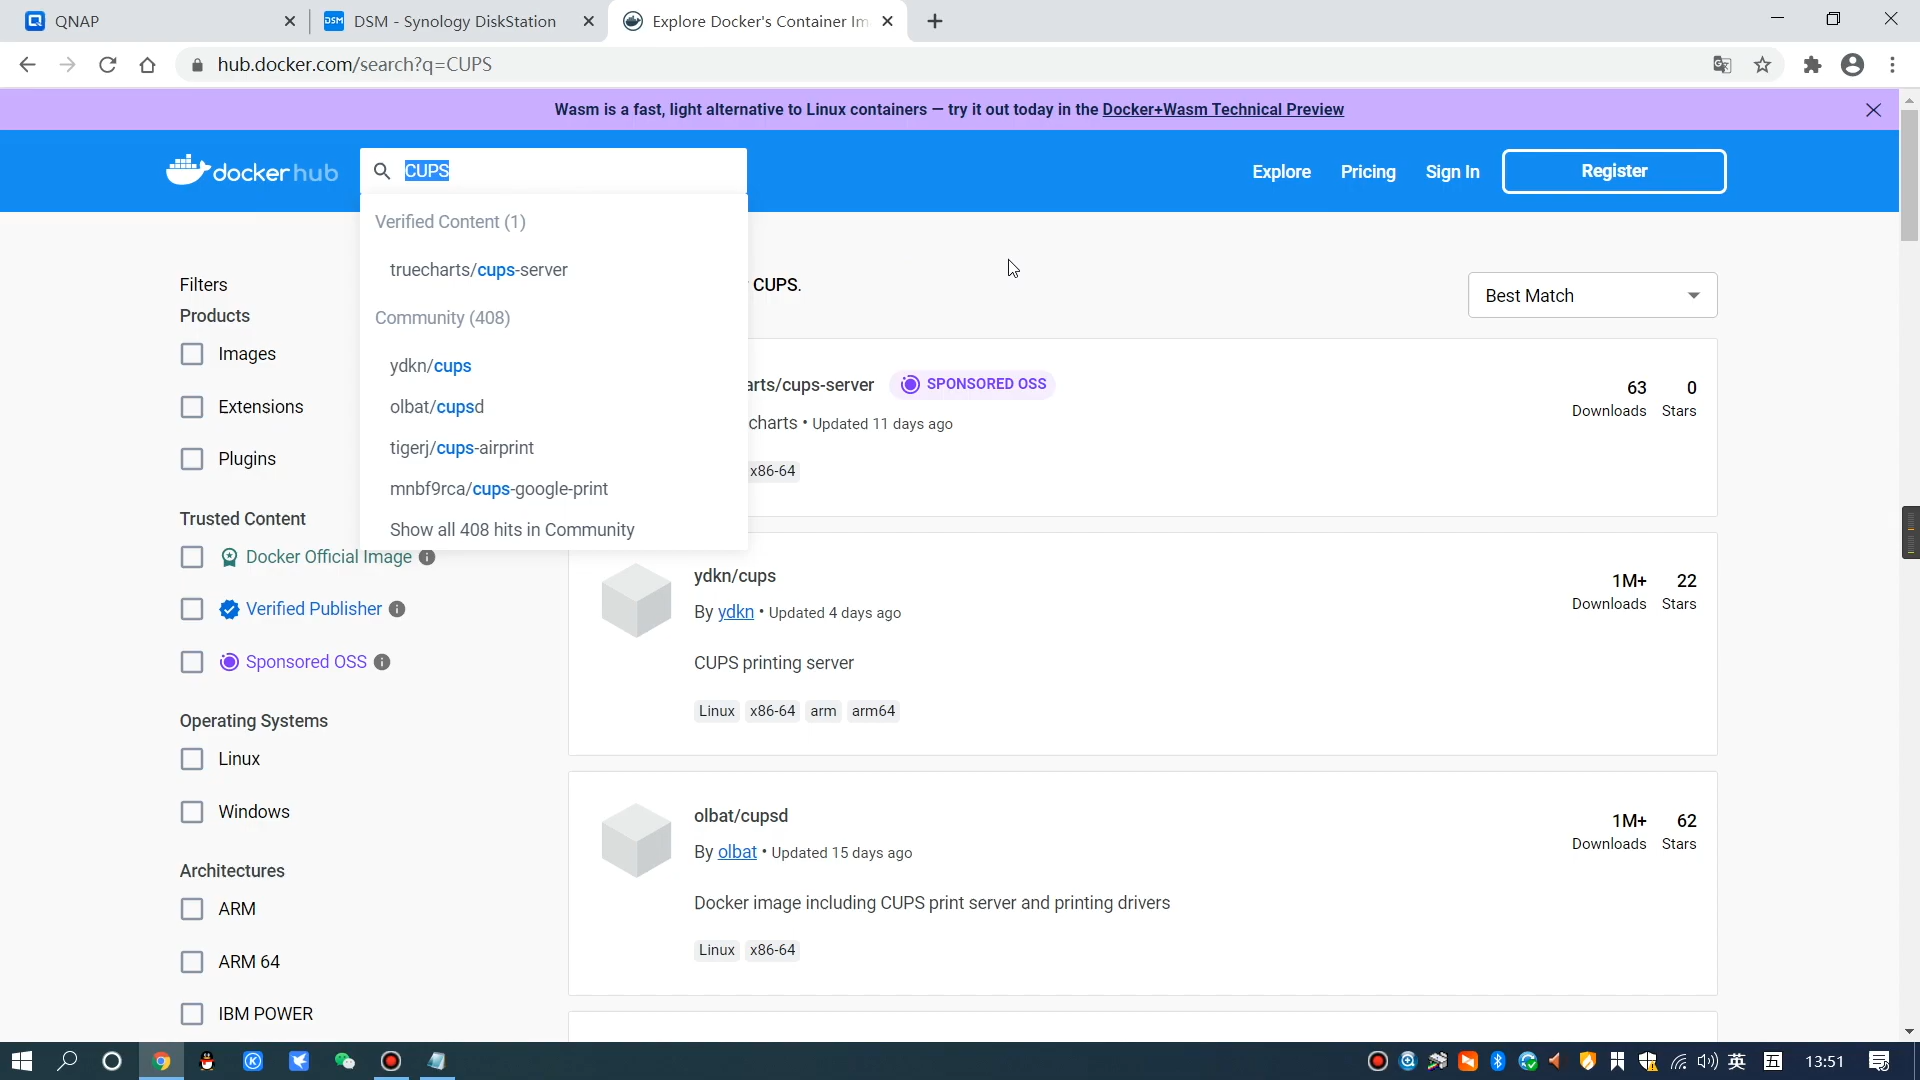 QNAP
DSM - Synology DiskStation
Explore Docker's Container Im
hub.docker.com/search?q=CUPS
Wasm is a fast, light alternative to Linux containers — try it out today in the Docker+Wasm Technical Preview
dockerhub
CUPS
Explore
Pricing
Sign In
Register
Verified Content (1)
truecharts/cups-server
Community (408)
ydkn/cups
olbat/cupsd
tigerj/cups-airprint
mnbf9rca/cups-google-print
Show all 408 hits in Community
Filters
Products
Images
Extensions
Plugins
Trusted Content
Docker Official Image
Verified Publisher
Sponsored OSS
Operating Systems
Linux
Windows
Architectures
ARM
ARM 64
IBM POWER
CUPS.
Best Match
arts/cups-server SPONSORED OSS
charts • Updated 11 days ago
x86-64
63 0
Downloads Stars
ydkn/cups
By ydkn • Updated 4 days ago
CUPS printing server
Linux x86-64 arm arm64
1M+ 22
Downloads Stars
olbat/cupsd
By olbat • Updated 15 days ago
Docker image including CUPS print server and printing drivers
Linux x86-64
1M+ 62
Downloads Stars
英
五
13:51